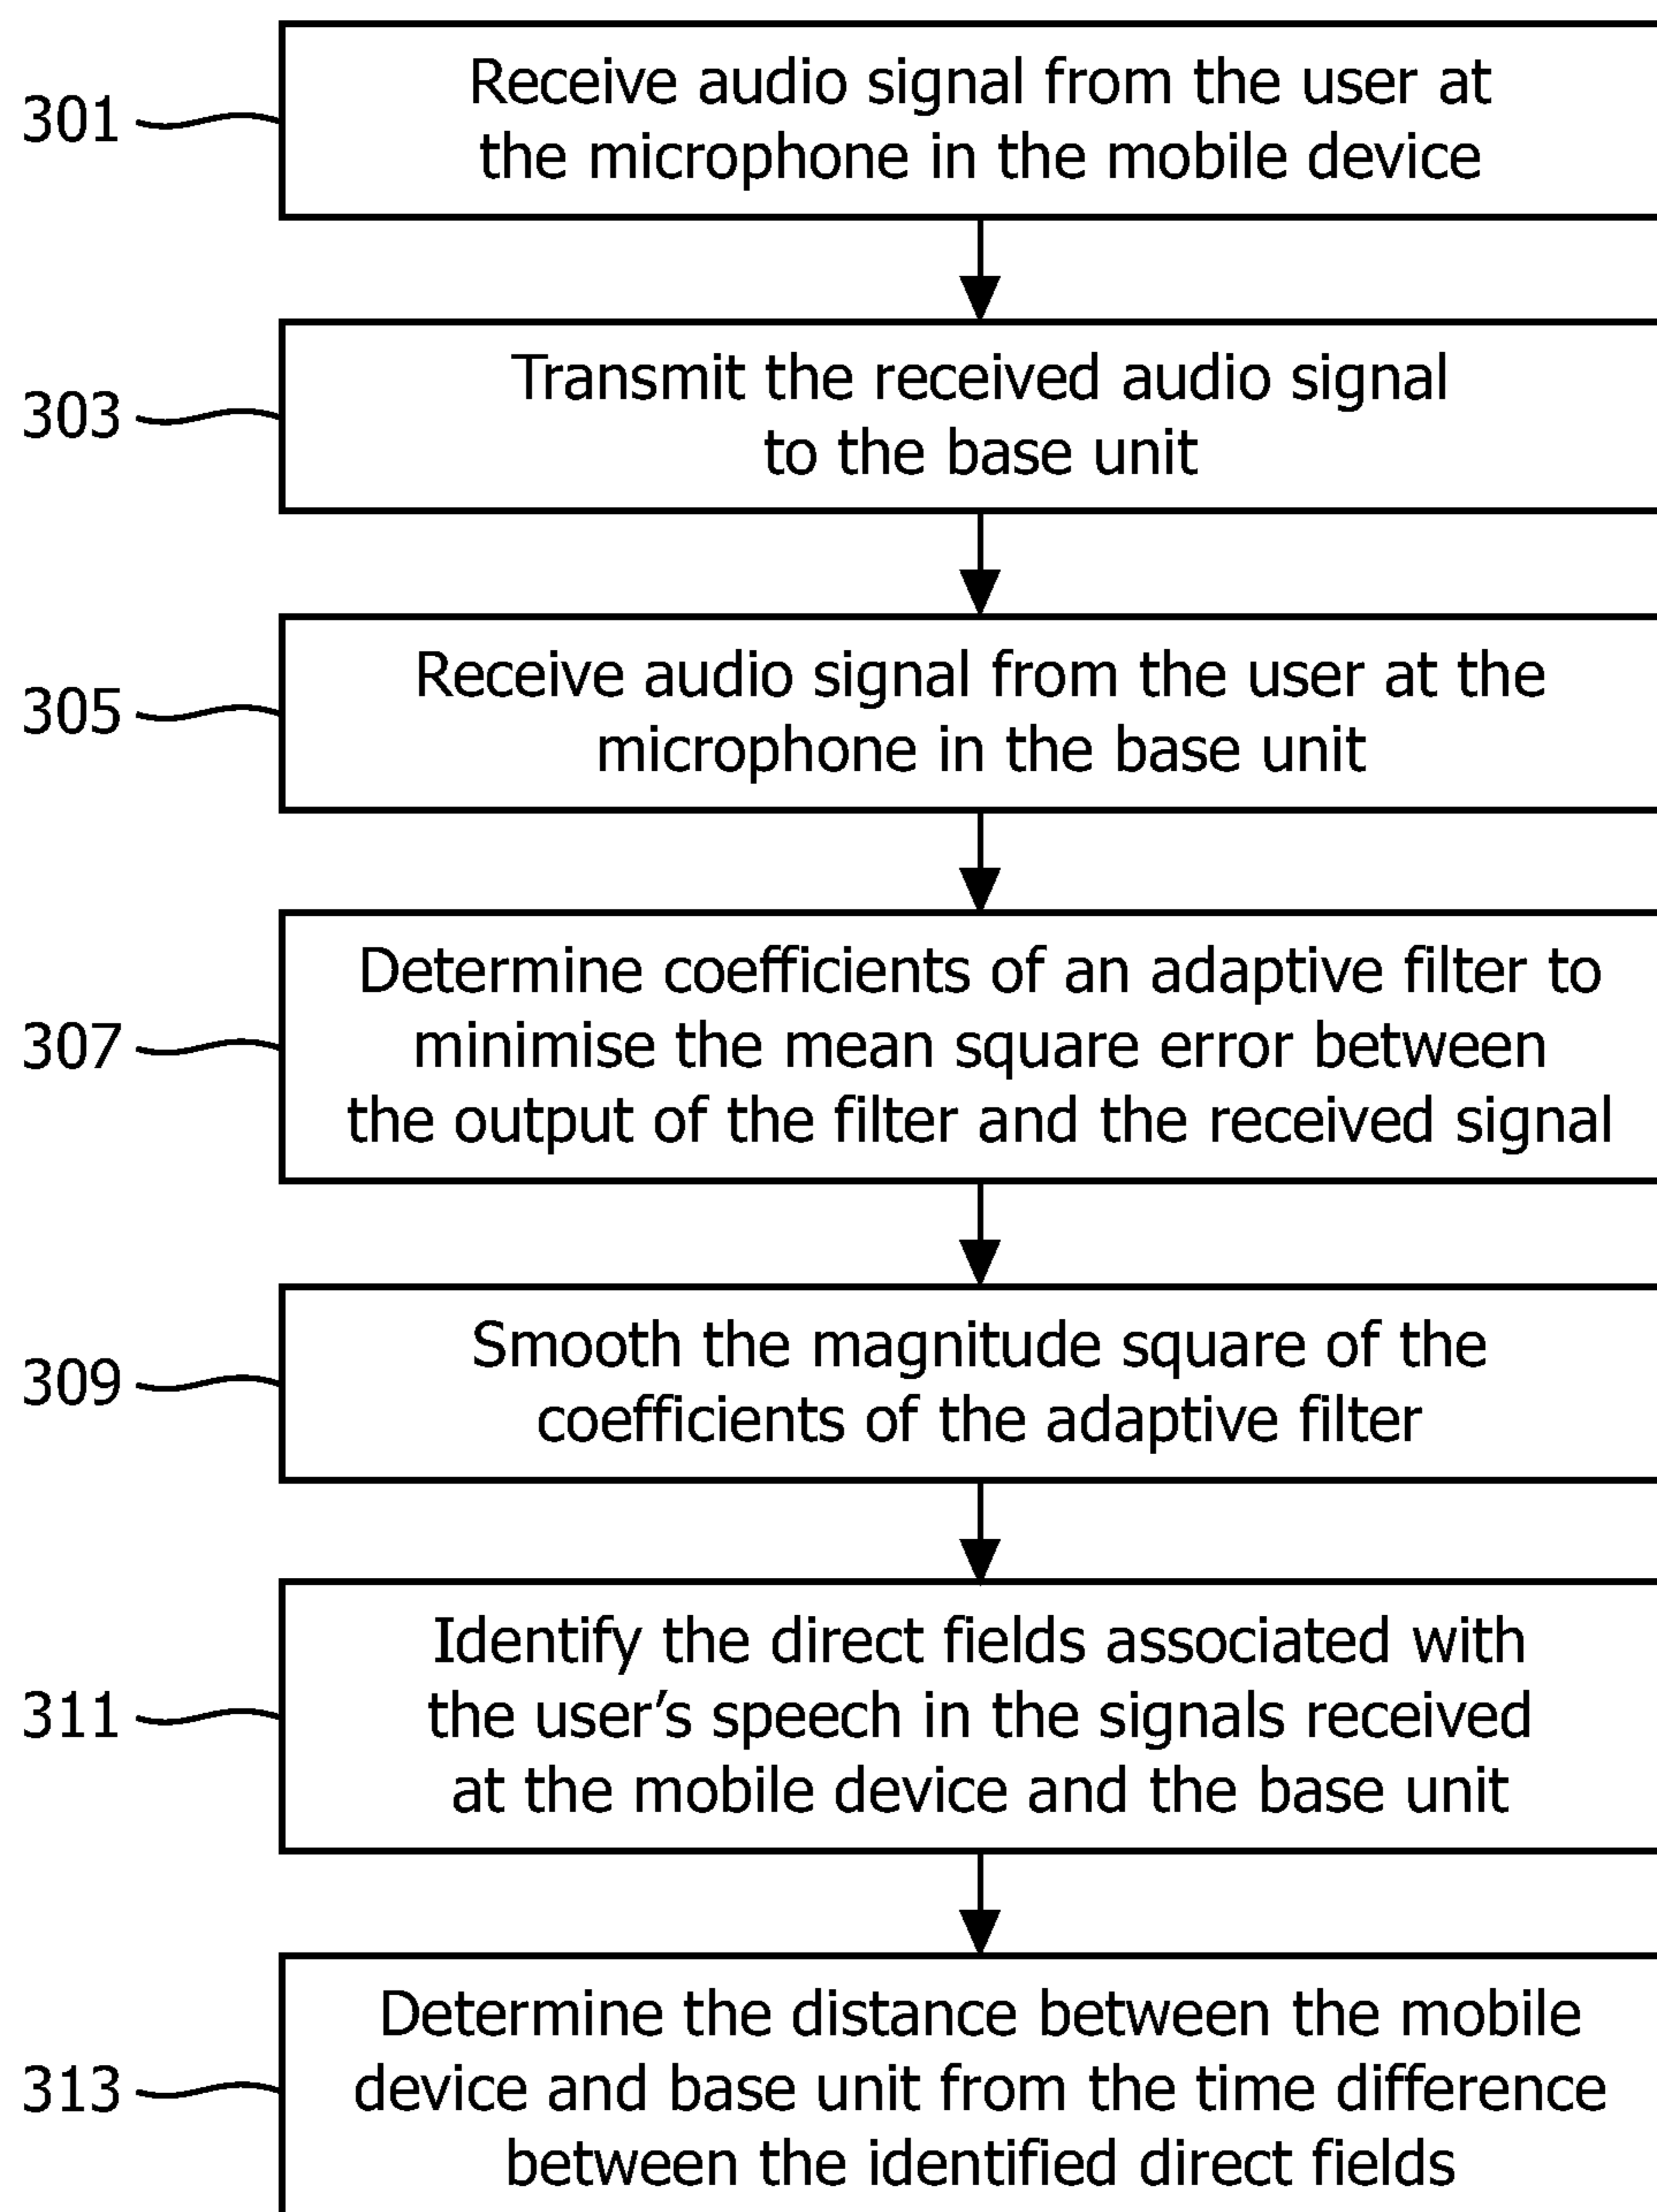 301
Receive audio signal from the user at
the microphone in the mobile device
303
Transmit the received audio signal
to the base unit
305
Receive audio signal from the user at the
microphone in the base unit
307
Determine coefficients of an adaptive filter to
minimise the mean square error between
the output of the filter and the received signal
309
Smooth the magnitude square of the
coefficients of the adaptive filter
311
Identify the direct fields associated with
the user’s speech in the signals received
at the mobile device and the base unit
313
Determine the distance between the mobile
device and base unit from the time difference
between the identified direct fields